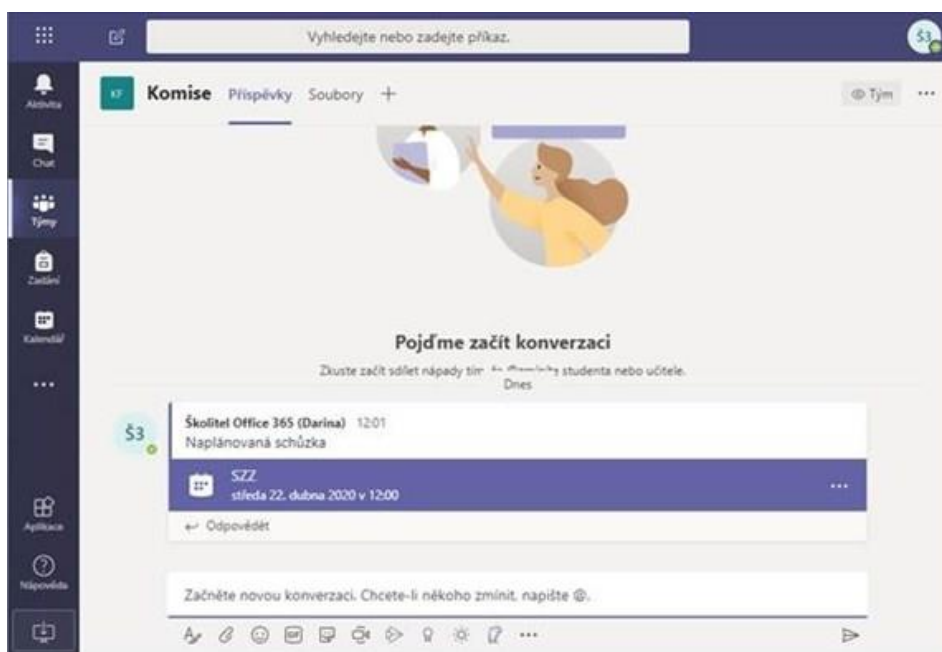 Vyhledejte nebo zadejte příkaz.
Š3
Aktivita
Chat
Týmy
Zadání
Kalendář
Aplikace
Nápověda
KF
Komise Příspěvky Soubory +
Tým
Pojďme začít konverzaci
Zkuste začít sdílet nápady studenta nebo učitele.
Dnes
Š3
Školitel Office 365 (Darina) 12:01
Naplánovaná schůzka
SZZ
středa 22. dubna 2020 v 12:00
Odpovědět
Začněte novou konverzaci. Chcete-li někoho zmínit, napište @.
GIF